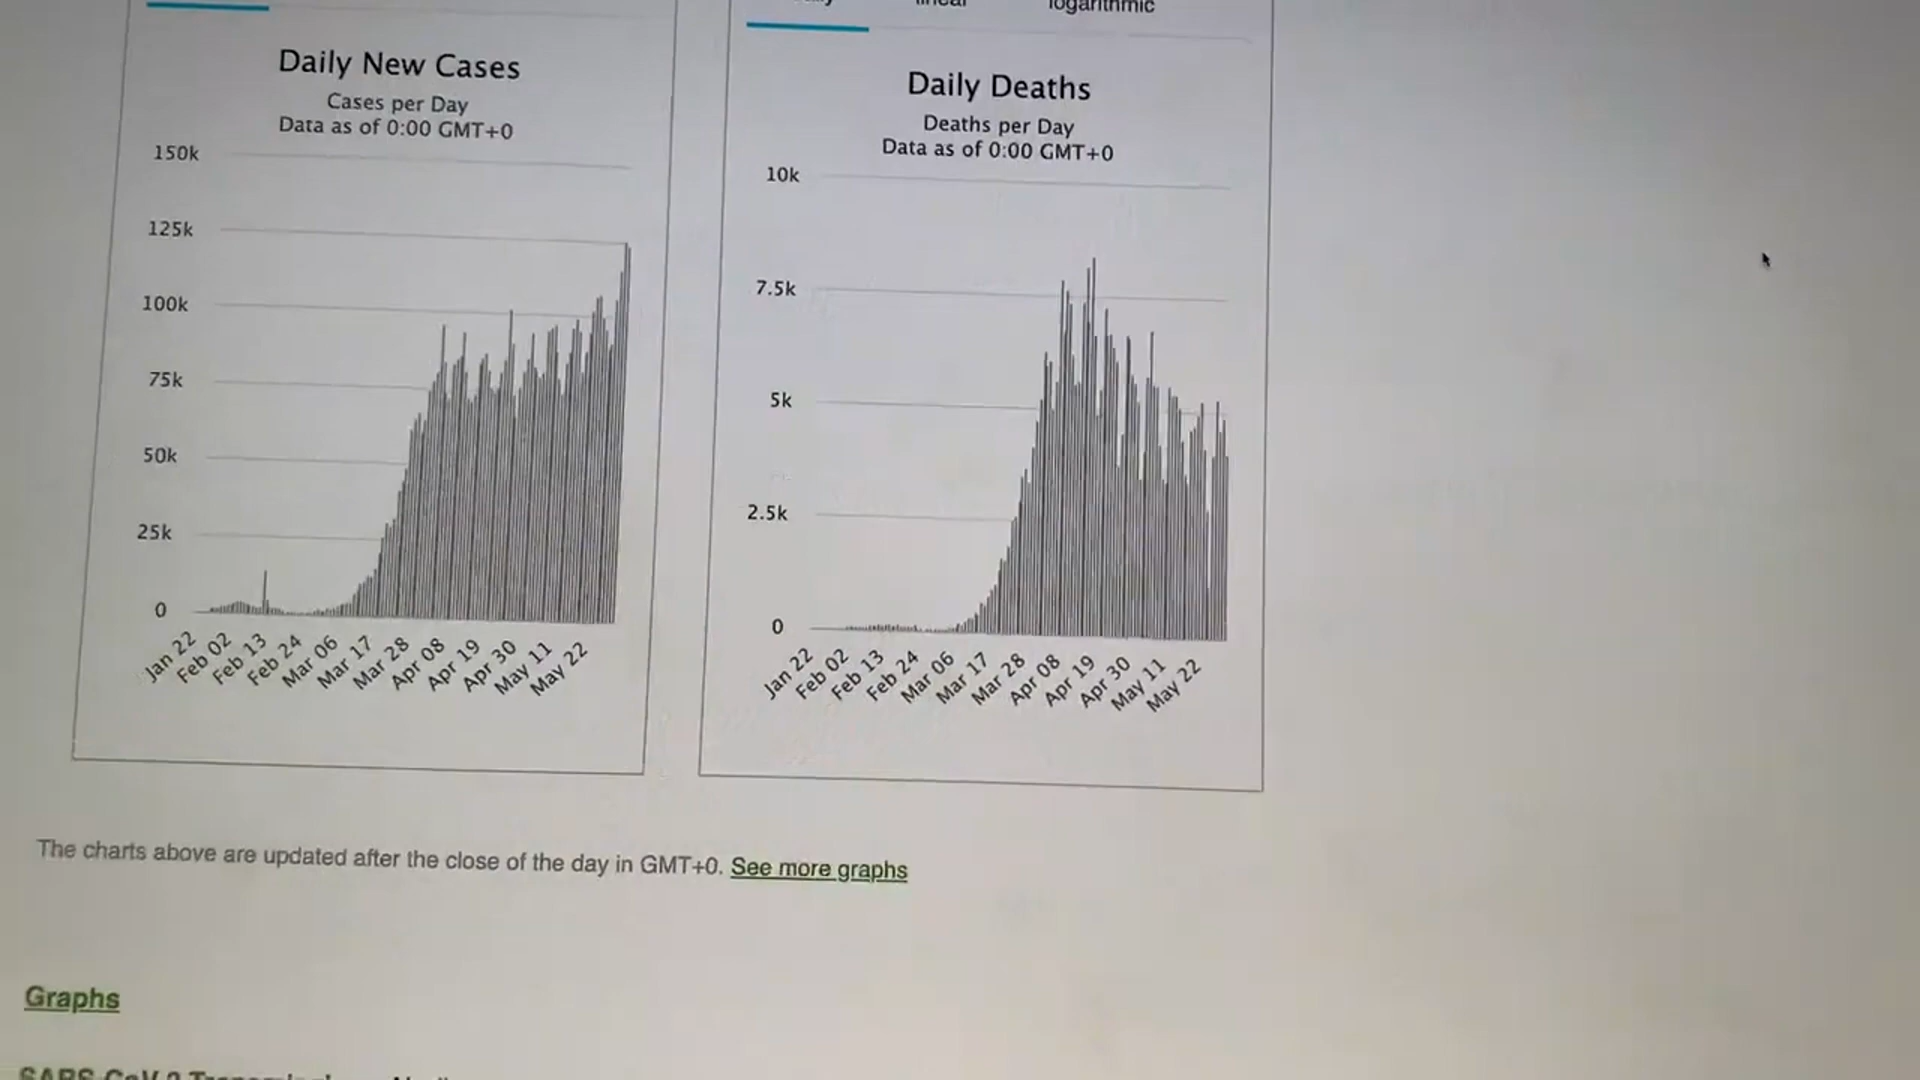 logarithmic
Daily New Cases
Cases per Day
Data as of 0:00 GMT+0
150k
125k
100k
75k
50k
25k
0
Jan 22
Feb 02
Feb 13
Feb 24
Mar 06
Mar 17
Mar 28
Apr 08
Apr 19
Apr 30
May 11
May 22
Daily Deaths
Deaths per Day
Data as of 0:00 GMT+0
10k
7.5k
5k
2.5k
0
Jan 22
Feb 02
Feb 13
Feb 24
Mar 06
Mar 17
Mar 28
Apr 08
Apr 19
Apr 30
May 11
May 22
The charts above are updated after the close of the day in GMT+0. See more graphs
Graphs